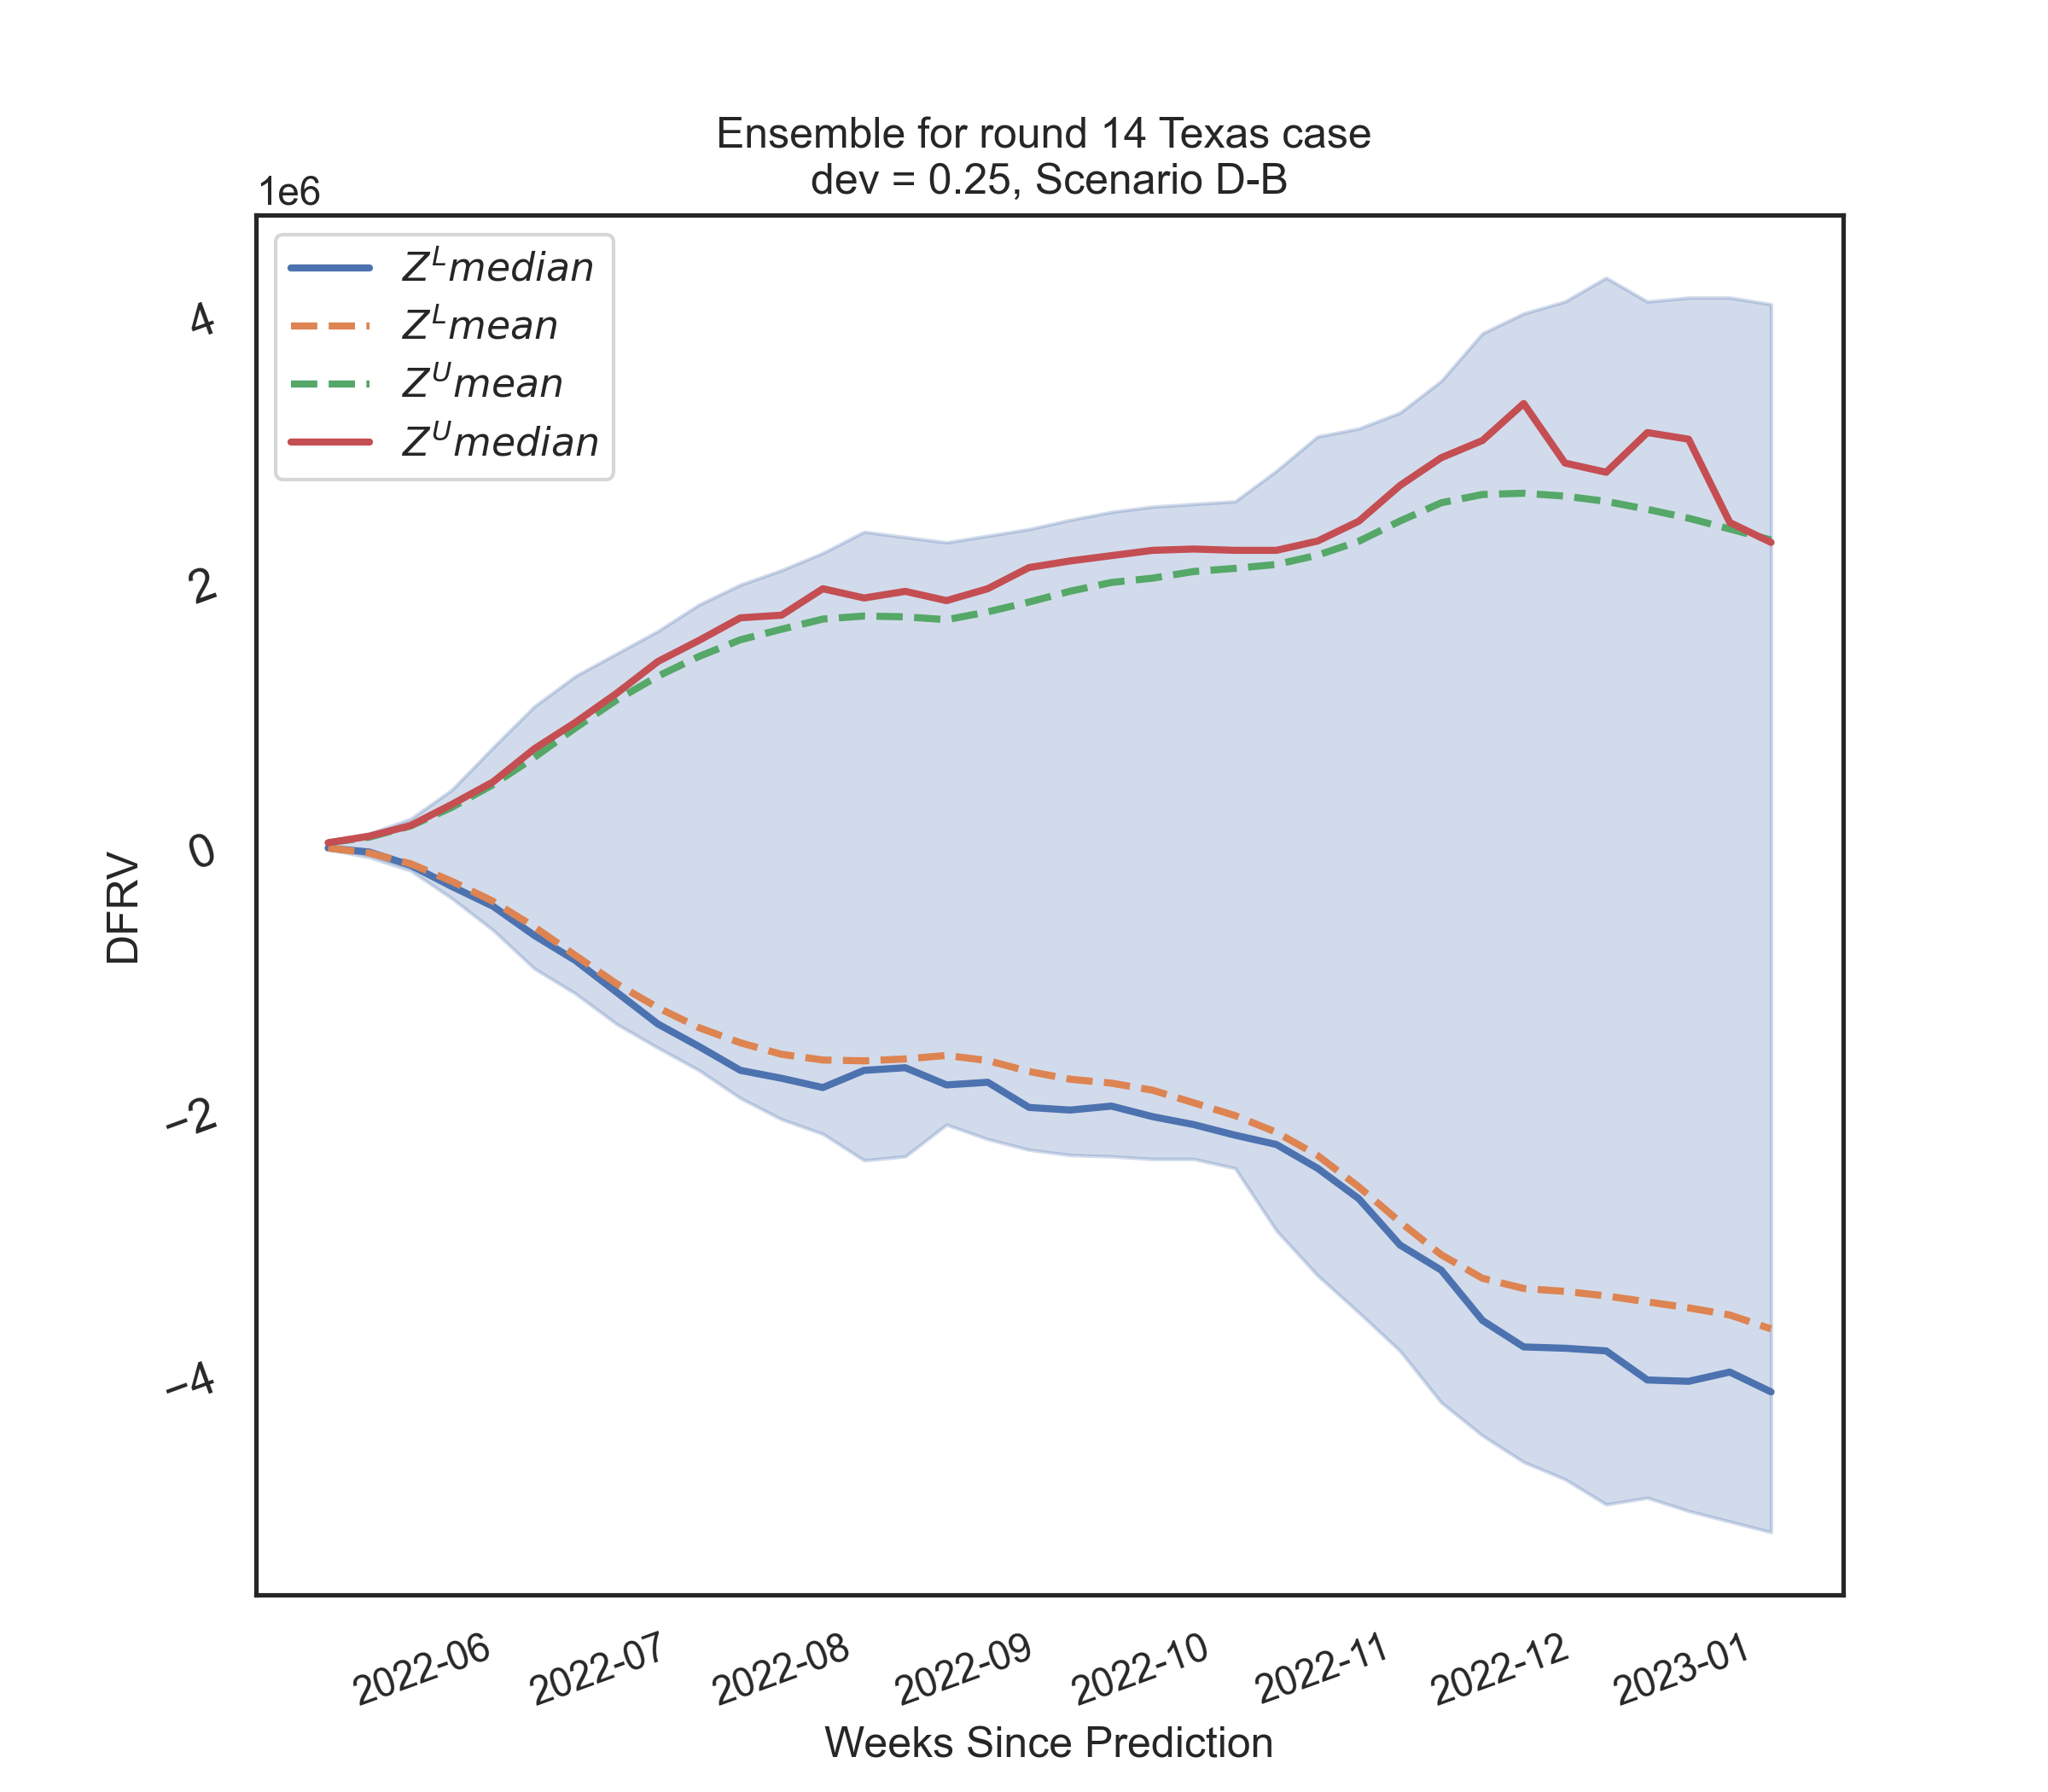 Ensemble for round 14 Texas case
dev = 0.25, Scenario D-B
1e6
Z^L median
Z^L mean
Z^U mean
Z^U median
4
2
0
−2
−4
DFRV
2022-06
2022-07
2022-08
2022-09
2022-10
2022-11
2022-12
2023-01
Weeks Since Prediction